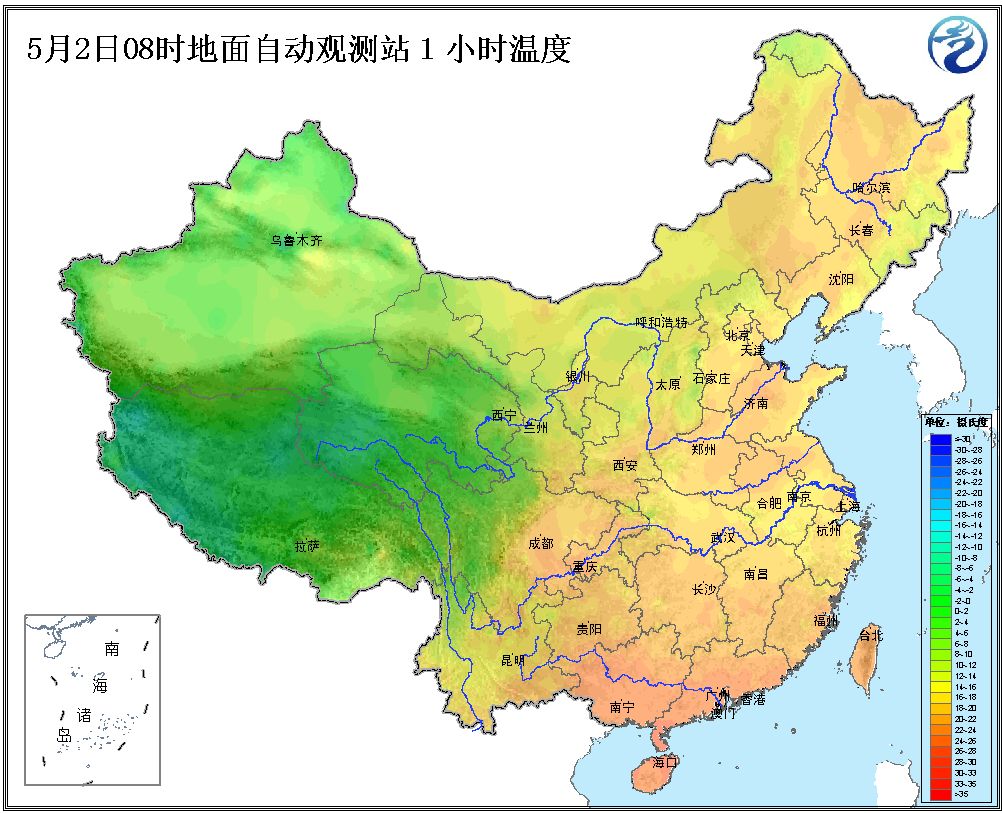 5月2日08时地面自动观测站1小时温度
哈尔滨
长春
乌鲁木齐
沈阳
呼和浩特
北京
天津
银川
太原
石家庄
济南
西宁
兰州
郑州
西安
合肥
南京
上海
杭州
武汉
成都
拉萨
重庆
南昌
长沙
福州
贵阳
台北
昆明
广州
香港
澳门
南宁
海口
南
海
诸
岛
单位：摄氏度
≤-30
-30~-28
-28~-26
-26~-24
-24~-22
-22~-20
-20~-18
-18~-16
-16~-14
-14~-12
-12~-10
-10~-8
-8~-6
-6~-4
-4~-2
-2~0
0~2
2~4
4~6
6~8
8~10
10~12
12~14
14~16
16~18
18~20
20~22
22~24
24~26
26~28
28~30
30~33
33~35
>35